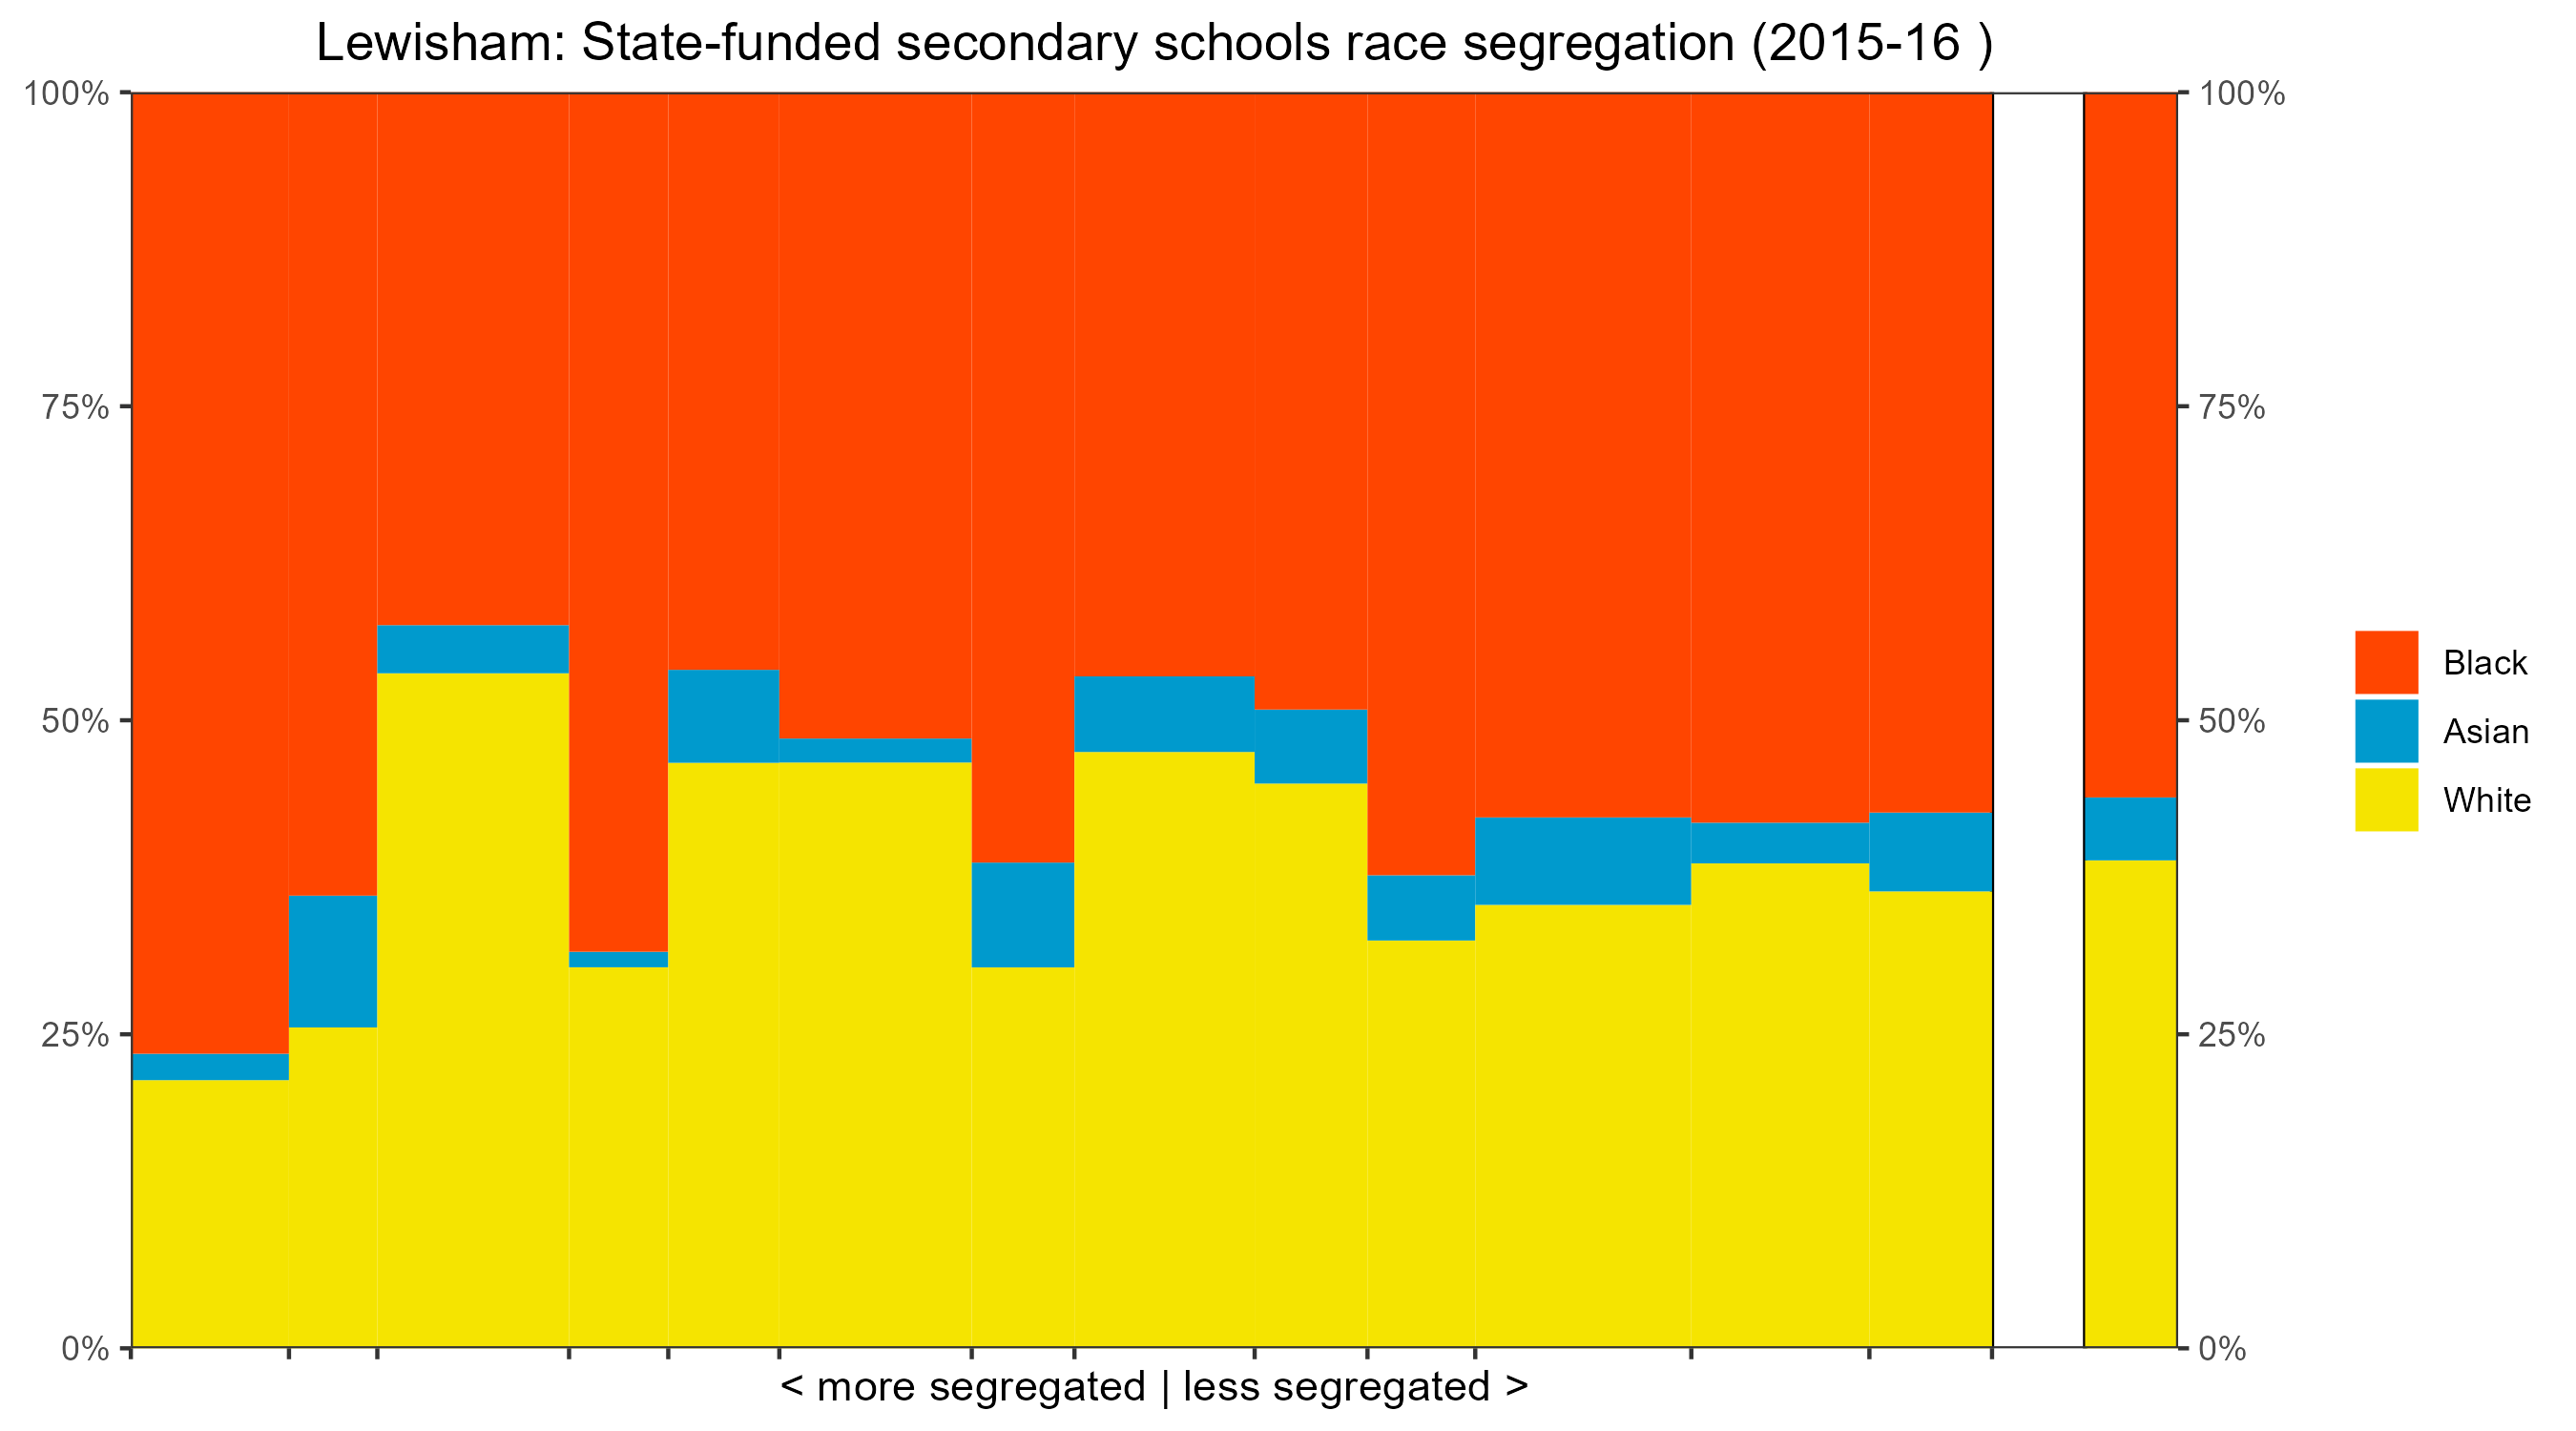 Lewisham: State-funded secondary schools race segregation (2015-16 )
100%
100%
75%
75%
50%
50%
25%
25%
0%
0%
Black
Asian
White
< more segregated | less segregated >